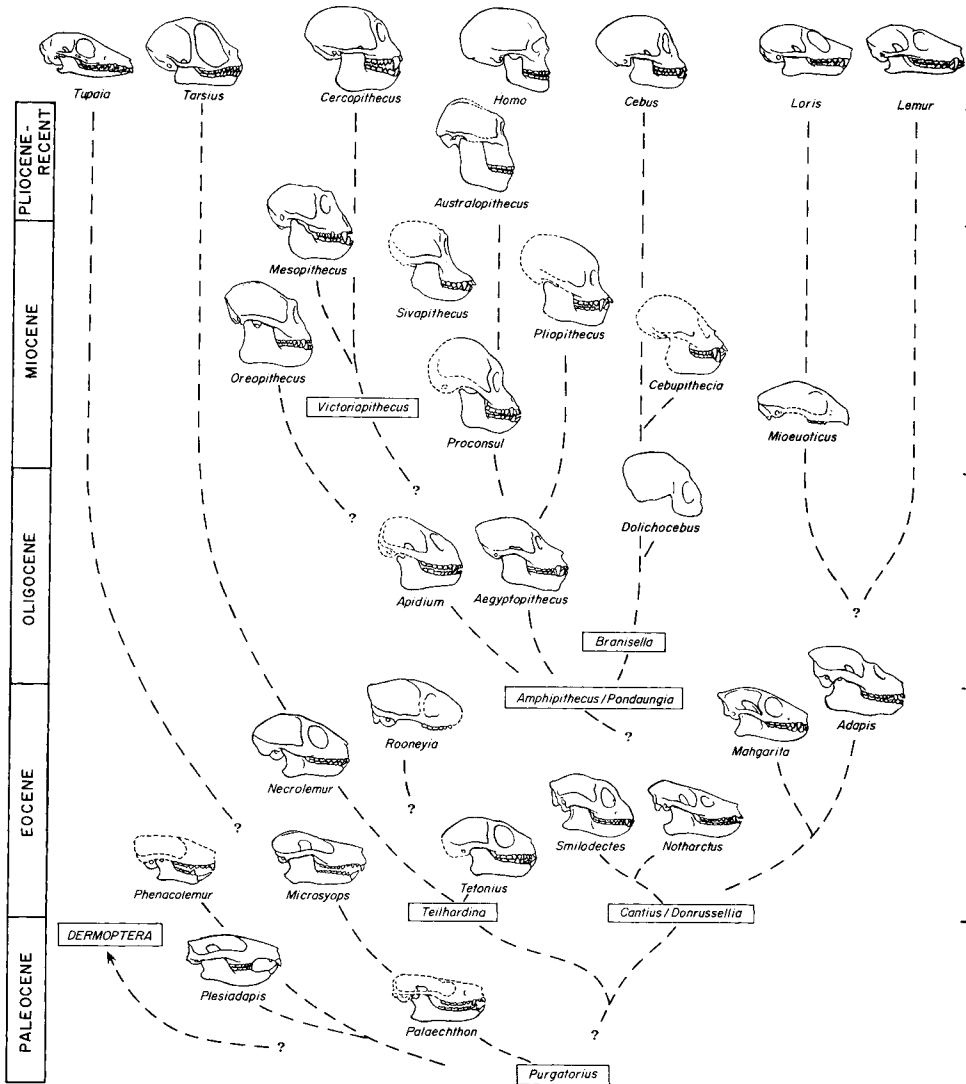 Tupaia
Tarsius
Cercopithecus
Homo
Cebus
Loris
Lemur
PLIOCENE-
RECENT
Australopithecus
MIOCENE
Mesopithecus
Sivapithecus
Pliopithecus
Oreopithecus
Cebupithecia
Victoriapithecus
Proconsul
Mioeuoticus
OLIGOCENE
?
?
Dolichocebus
Apidium
Aegyptopithecus
?
Branisella
EOCENE
Amphipithecus/Pondaungia
Rooneyia
?
Mahgarita
Adapis
Necrolemur
?
?
Smilodectes
Notharctus
Phenacolemur
Microsyops
Tetonius
Teilhardina
Cantius/Donrussellia
PALEOCENE
DERMOPTERA
Plesiadapis
Palaechthon
?
?
Purgatorius